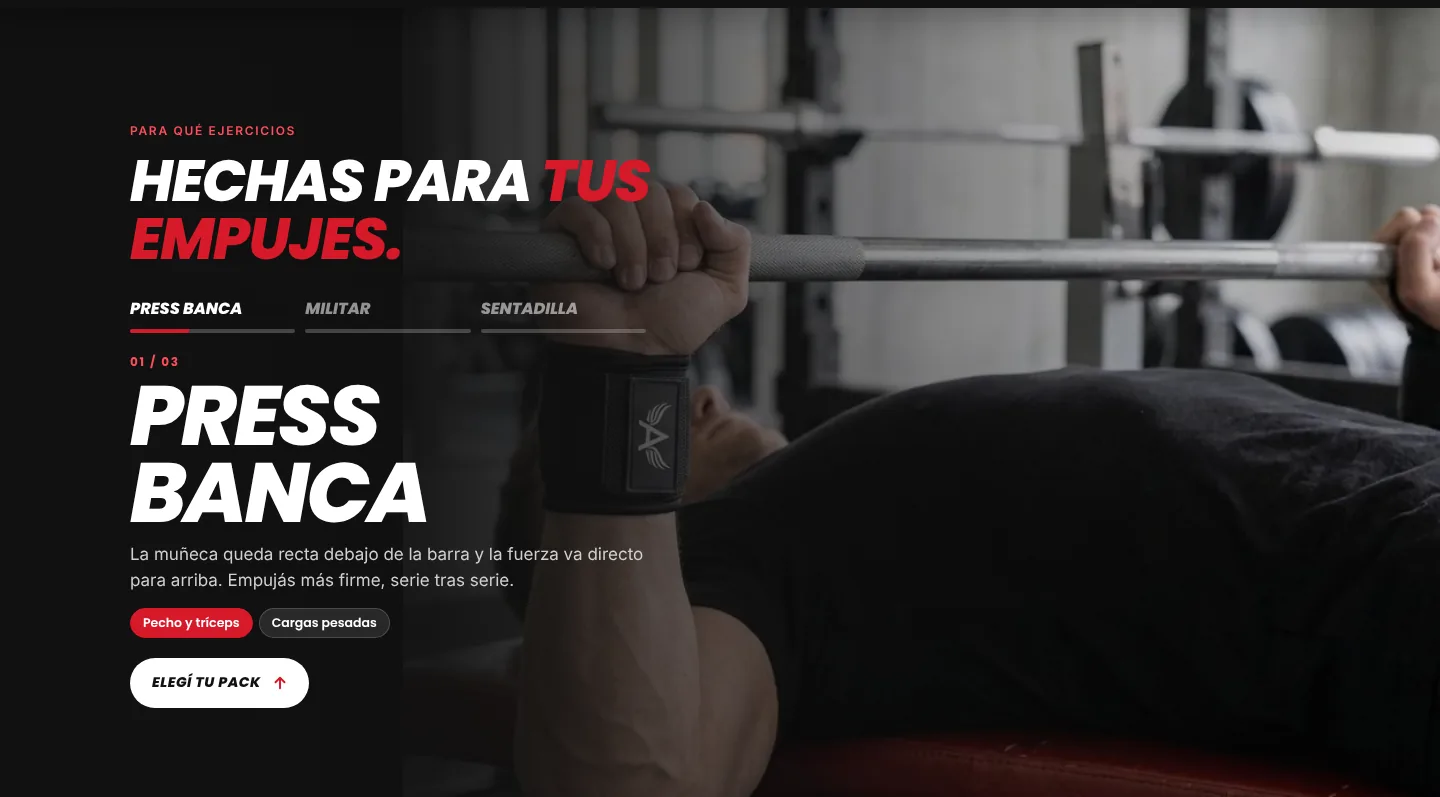 PARA QUÉ EJERCICIOS
HECHAS PARA TUS
EMPUJES.
PRESS BANCA
MILITAR
SENTADILLA
01 / 03
PRESS
BANCA
La muñeca queda recta debajo de la barra y la fuerza va directo
para arriba. Empujás más firme, serie tras serie.
Pecho y tríceps
Cargas pesadas
ELEGÍ TU PACK
A